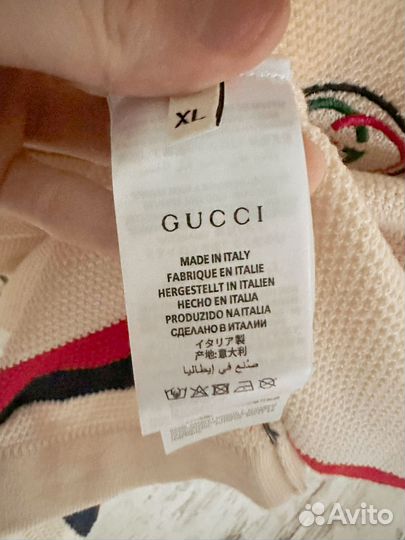 XL
GUCCI
MADE IN ITALY
FABRIQUE EN ITALIE
HERGESTELLT IN ITALIEN
HECHO EN ITALIA
PRODUZIDO NA ITALIA
СДЕЛАНО В ИТАЛИИ
イタリア製
产地:意大利
صنع في إيطاليا
Avito